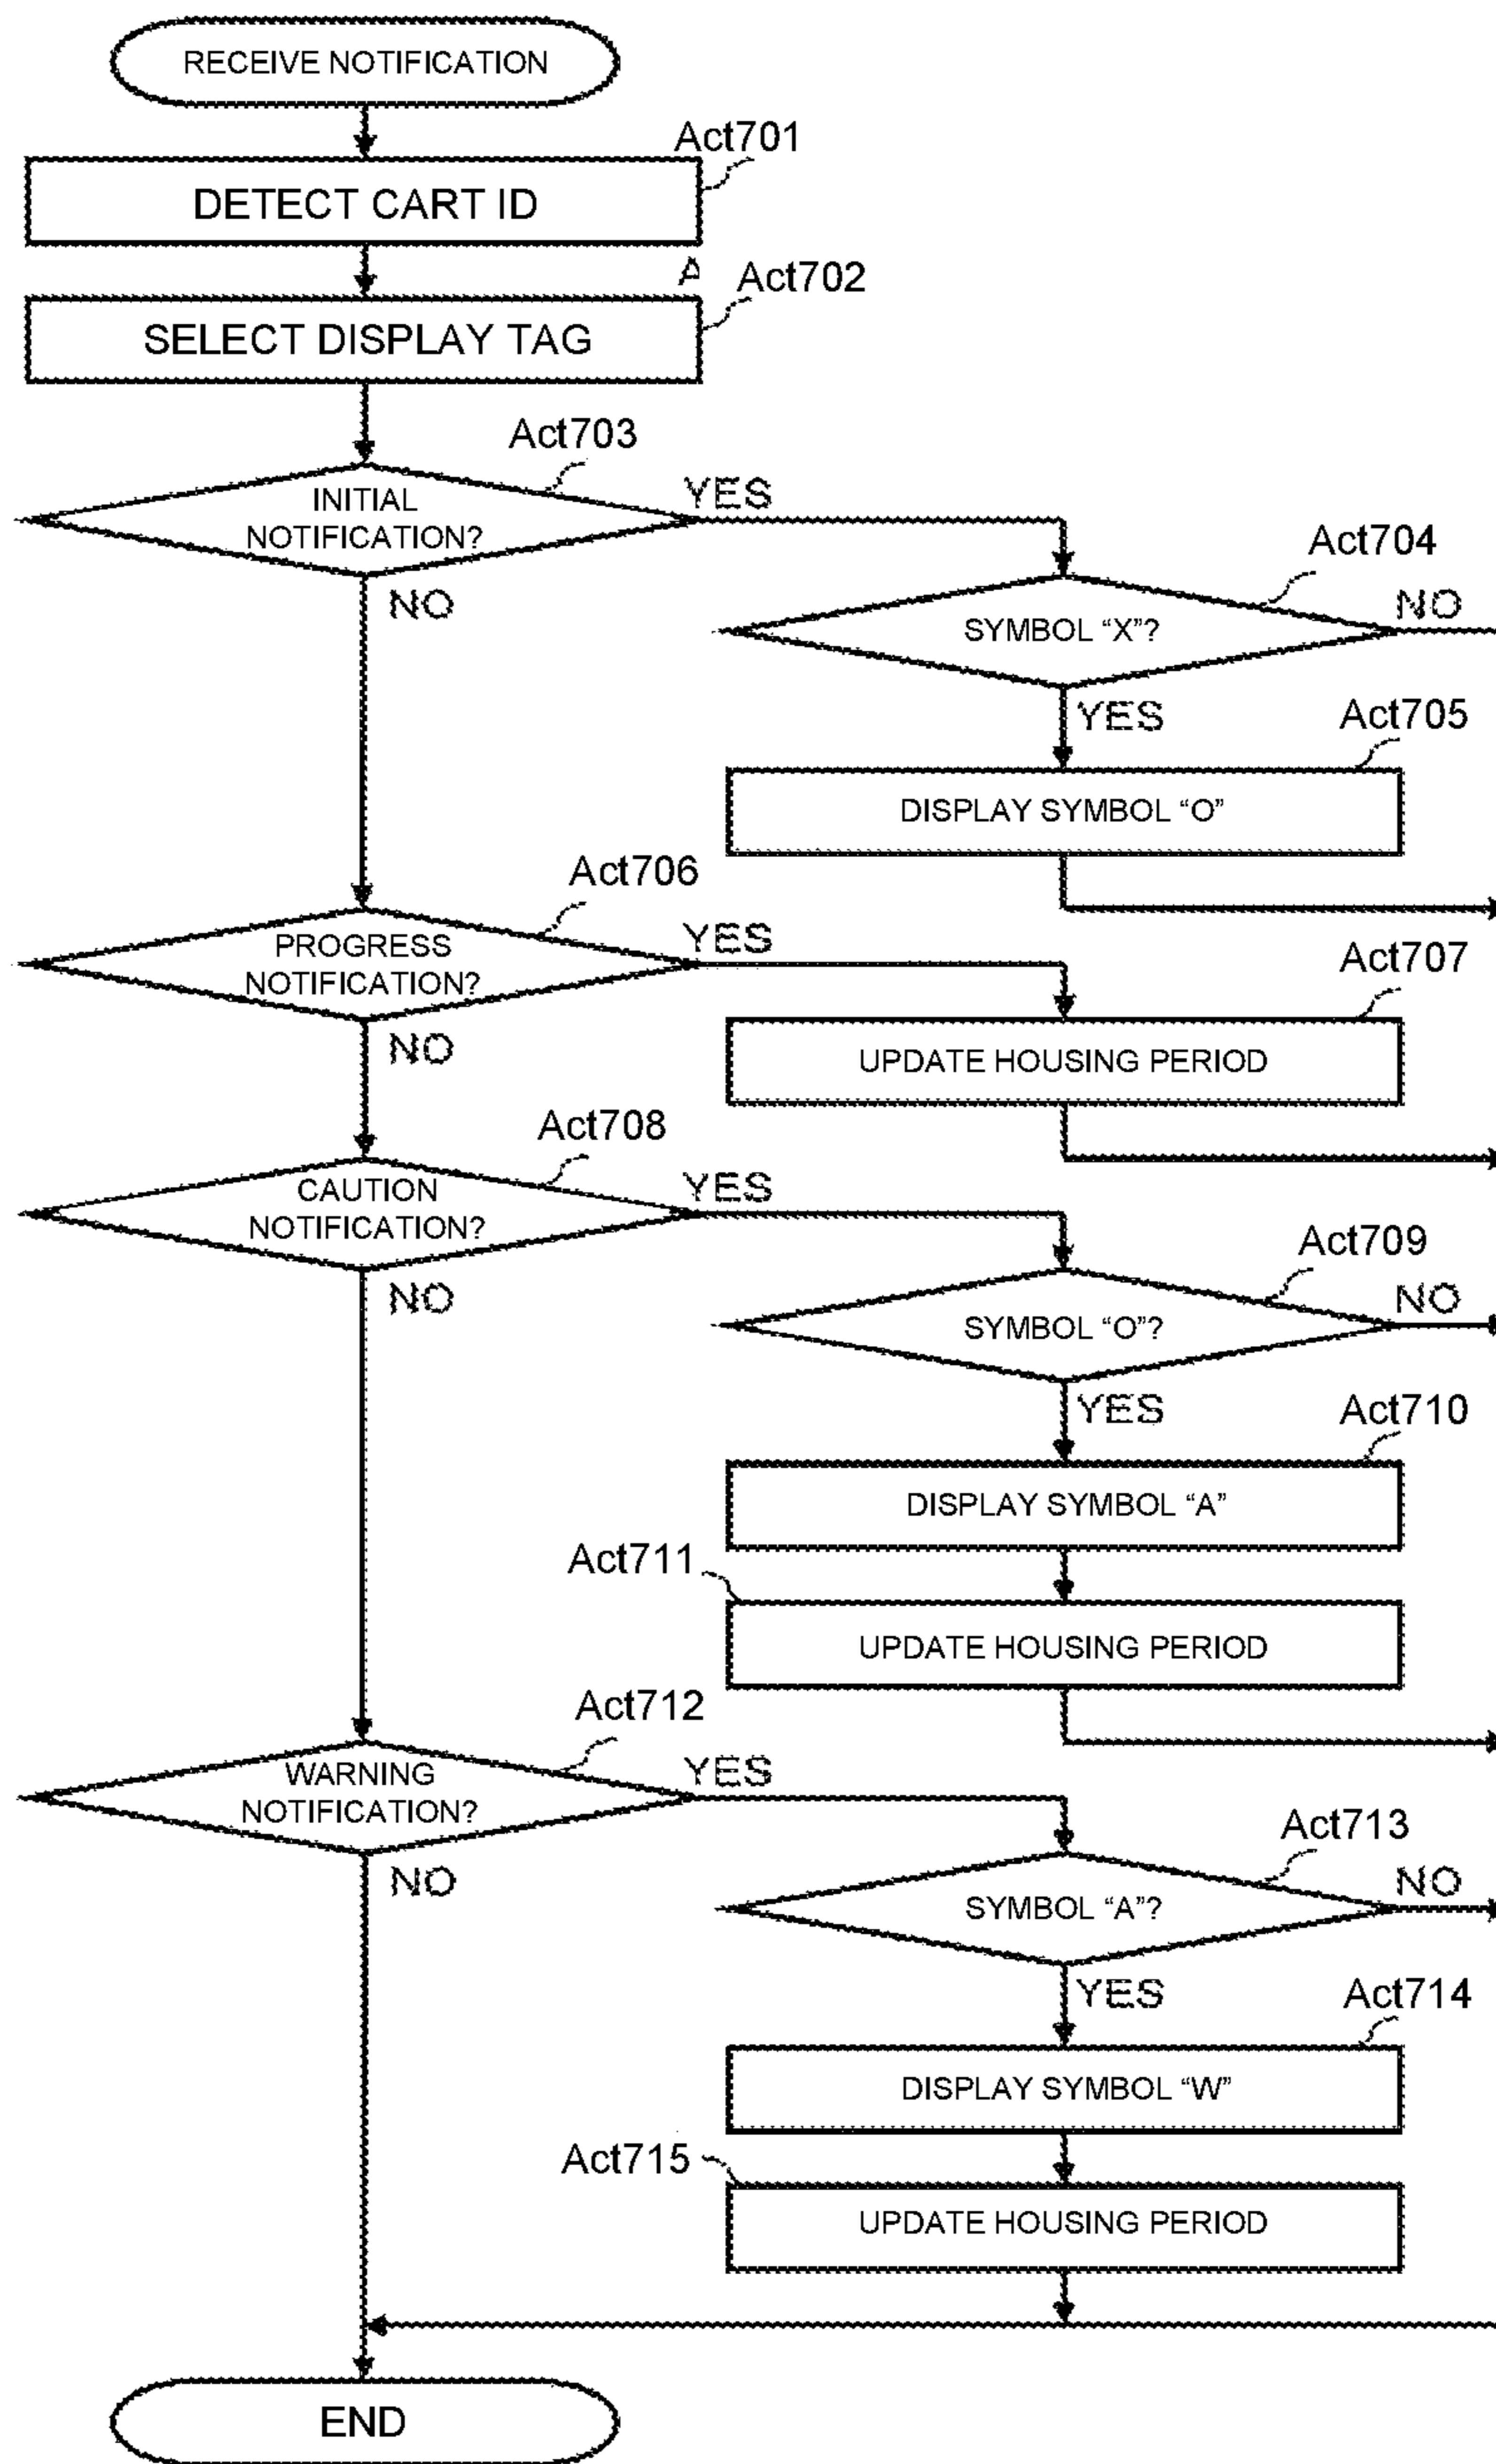 RECEIVE NOTIFICATION
Act701
DETECT CART ID
A
Act702
SELECT DISPLAY TAG
Act703
INITIAL
NOTIFICATION?
YES
NO
Act704
SYMBOL “X”?
NO
YES
Act705
DISPLAY SYMBOL “O”
Act706
PROGRESS
NOTIFICATION?
YES
NO
Act707
UPDATE HOUSING PERIOD
Act708
CAUTION
NOTIFICATION?
YES
NO
Act709
SYMBOL “O”?
NO
YES
Act710
DISPLAY SYMBOL “A”
Act711
UPDATE HOUSING PERIOD
Act712
WARNING
NOTIFICATION?
YES
NO
Act713
SYMBOL “A”?
NO
YES
Act714
DISPLAY SYMBOL “W”
Act715
UPDATE HOUSING PERIOD
END